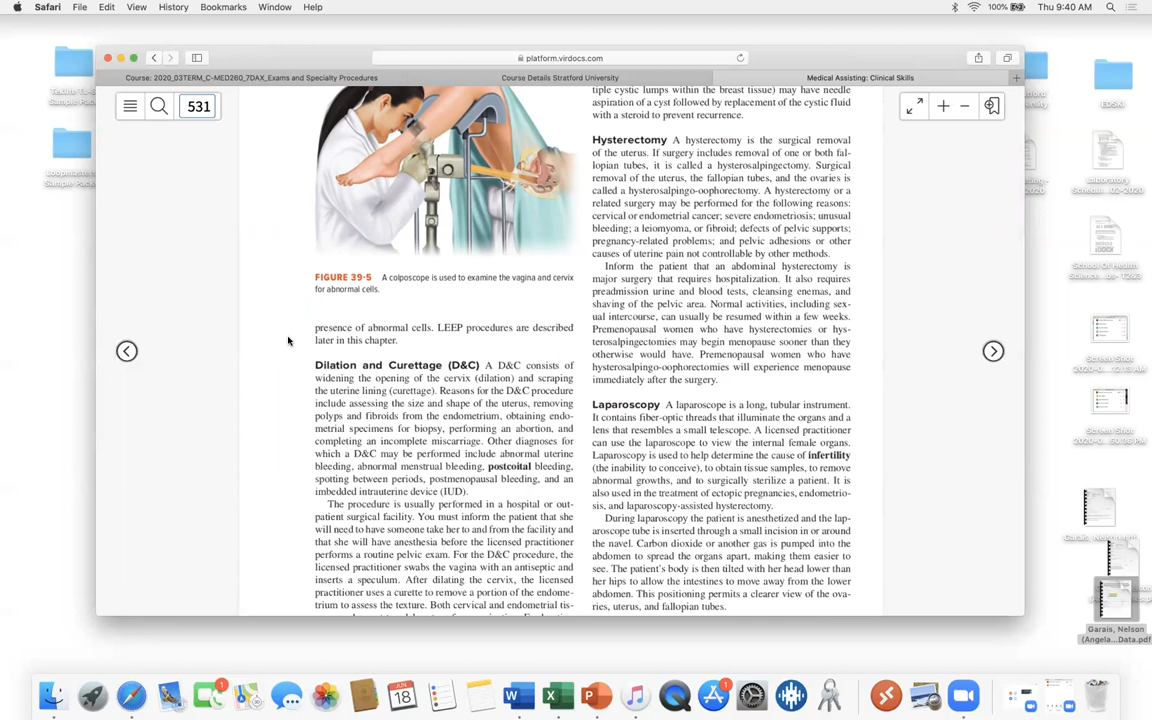 Safari File Edit View History Bookmarks Window Help
100% Thu 9:40 AM
platform.virdocs.com
Course: 2020_03TERM_C-MED260_7DAX_Exams and Specialty Procedures
Course Details Stratford University
Medical Assisting: Clinical Skills
531
FIGURE 39-5 A colposcope is used to examine the vagina and cervix
for abnormal cells.
presence of abnormal cells. LEEP procedures are described
later in this chapter.
Dilation and Curettage (D&C) A D&C consists of
widening the opening of the cervix (dilation) and scraping
the uterine lining (curettage). Reasons for the D&C procedure
include assessing the size and shape of the uterus, removing
polyps and fibroids from the endometrium, obtaining endo-
metrial specimens for biopsy, performing an abortion, and
completing an incomplete miscarriage. Other diagnoses for
which a D&C may be performed include abnormal uterine
bleeding, abnormal menstrual bleeding, postcoital bleeding,
spotting between periods, postmenopausal bleeding, and an
imbedded intrauterine device (IUD).
The procedure is usually performed in a hospital or out-
patient surgical facility. You must inform the patient that she
will need to have someone take her to and from the facility and
that she will have anesthesia before the licensed practitioner
performs a routine pelvic exam. For the D&C procedure, the
licensed practitioner swabs the vagina with an antiseptic and
inserts a speculum. After dilating the cervix, the licensed
practitioner uses a curette to remove a portion of the endome-
trium to assess the texture. Both cervical and endometrial tis-
tiple cystic lumps within the breast tissue) may have needle
aspiration of a cyst followed by replacement of the cystic fluid
with a steroid to prevent recurrence.
Hysterectomy A hysterectomy is the surgical removal
of the uterus. If surgery includes removal of one or both fal-
lopian tubes, it is called a hysterosalpingectomy. Surgical
removal of the uterus, the fallopian tubes, and the ovaries is
called a hysterosalpingo-oophorectomy. A hysterectomy or a
related surgery may be performed for the following reasons:
cervical or endometrial cancer; severe endometriosis; unusual
bleeding; a leiomyoma, or fibroid; defects of pelvic supports;
pregnancy-related problems; and pelvic adhesions or other
causes of uterine pain not controllable by other methods.
Inform the patient that an abdominal hysterectomy is
major surgery that requires hospitalization. It also requires
preadmission urine and blood tests, cleansing enemas, and
shaving of the pelvic area. Normal activities, including sex-
ual intercourse, can usually be resumed within a few weeks.
Premenopausal women who have hysterectomies or hys-
terosalpingectomies may begin menopause sooner than they
otherwise would have. Premenopausal women who have
hysterosalpingo-oophorectomies will experience menopause
immediately after the surgery.
Laparoscopy A laparoscope is a long, tubular instrument.
It contains fiber-optic threads that illuminate the organs and a
lens that resembles a small telescope. A licensed practitioner
can use the laparoscope to view the internal female organs.
Laparoscopy is used to help determine the cause of infertility
(the inability to conceive), to obtain tissue samples, to remove
abnormal growths, and to surgically sterilize a patient. It is
also used in the treatment of ectopic pregnancies, endometrio-
sis, and laparoscopy-assisted hysterectomy.
During laparoscopy the patient is anesthetized and the lap-
aroscope tube is inserted through a small incision in or around
the navel. Carbon dioxide or another gas is pumped into the
abdomen to spread the organs apart, making them easier to
see. The patient's body is then tilted with her head lower than
her hips to allow the intestines to move away from the lower
abdomen. This positioning permits a clearer view of the ova-
ries, uterus, and fallopian tubes.
Sample Pack
EDSKI
Laboratory
School Of Health
Screen Shot
Screen Shot
Garais, Nelson
(Angela...Data.pdf
JUN
18
1
1